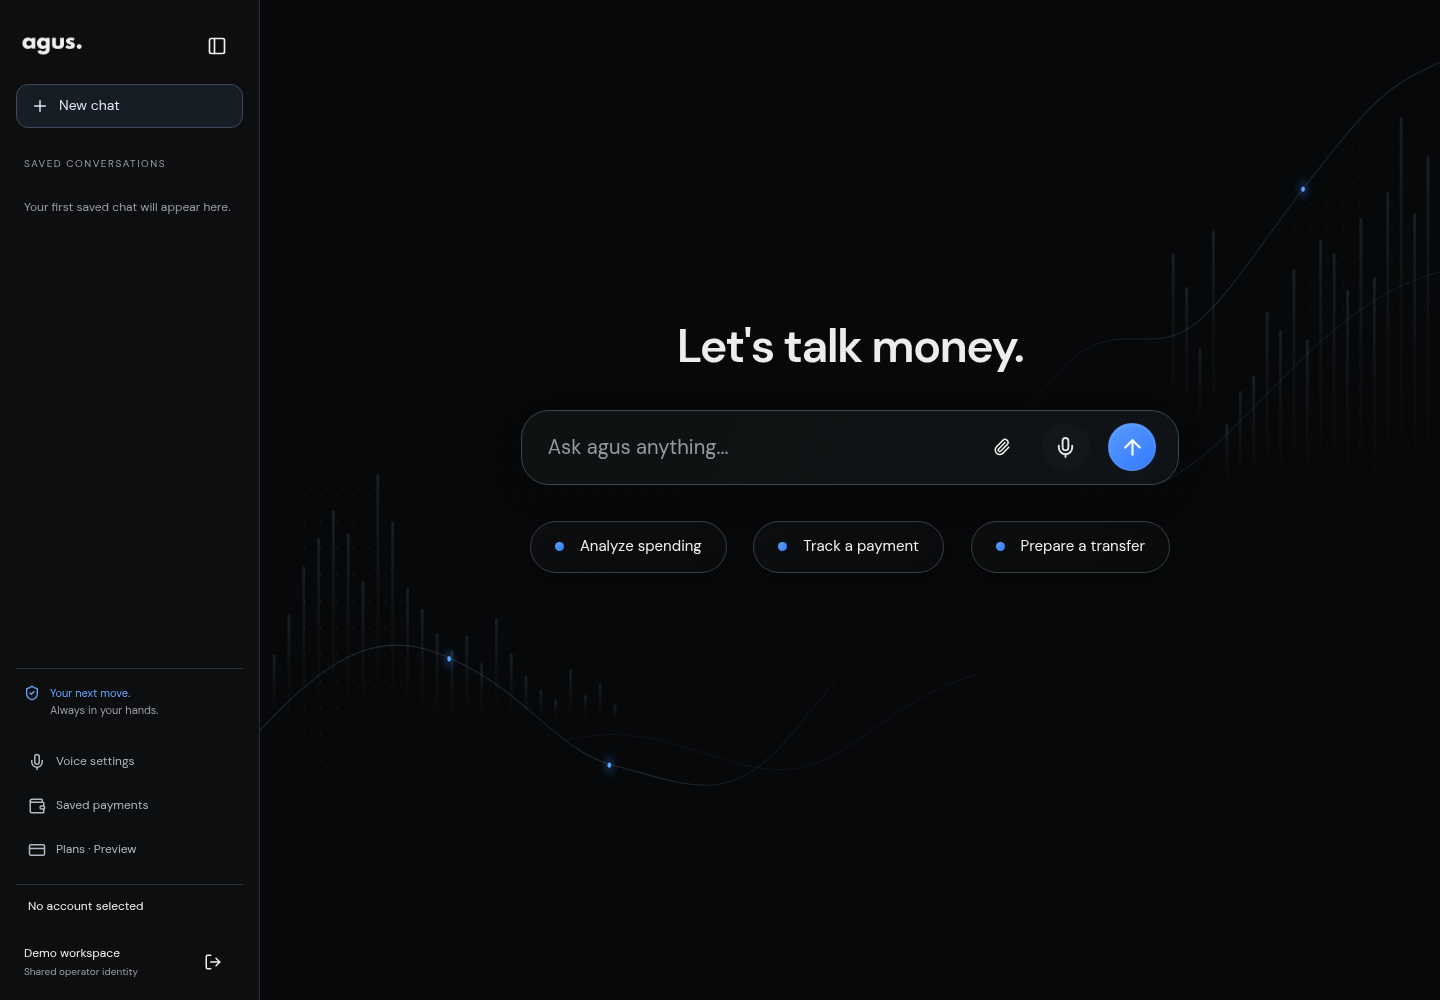 agus.
New chat
SAVED CONVERSATIONS
Your first saved chat will appear here.
Let's talk money.
Ask agus anything...
Analyze spending
Track a payment
Prepare a transfer
Your next move.
Always in your hands.
Voice settings
Saved payments
Plans · Preview
No account selected
Demo workspace
Shared operator identity